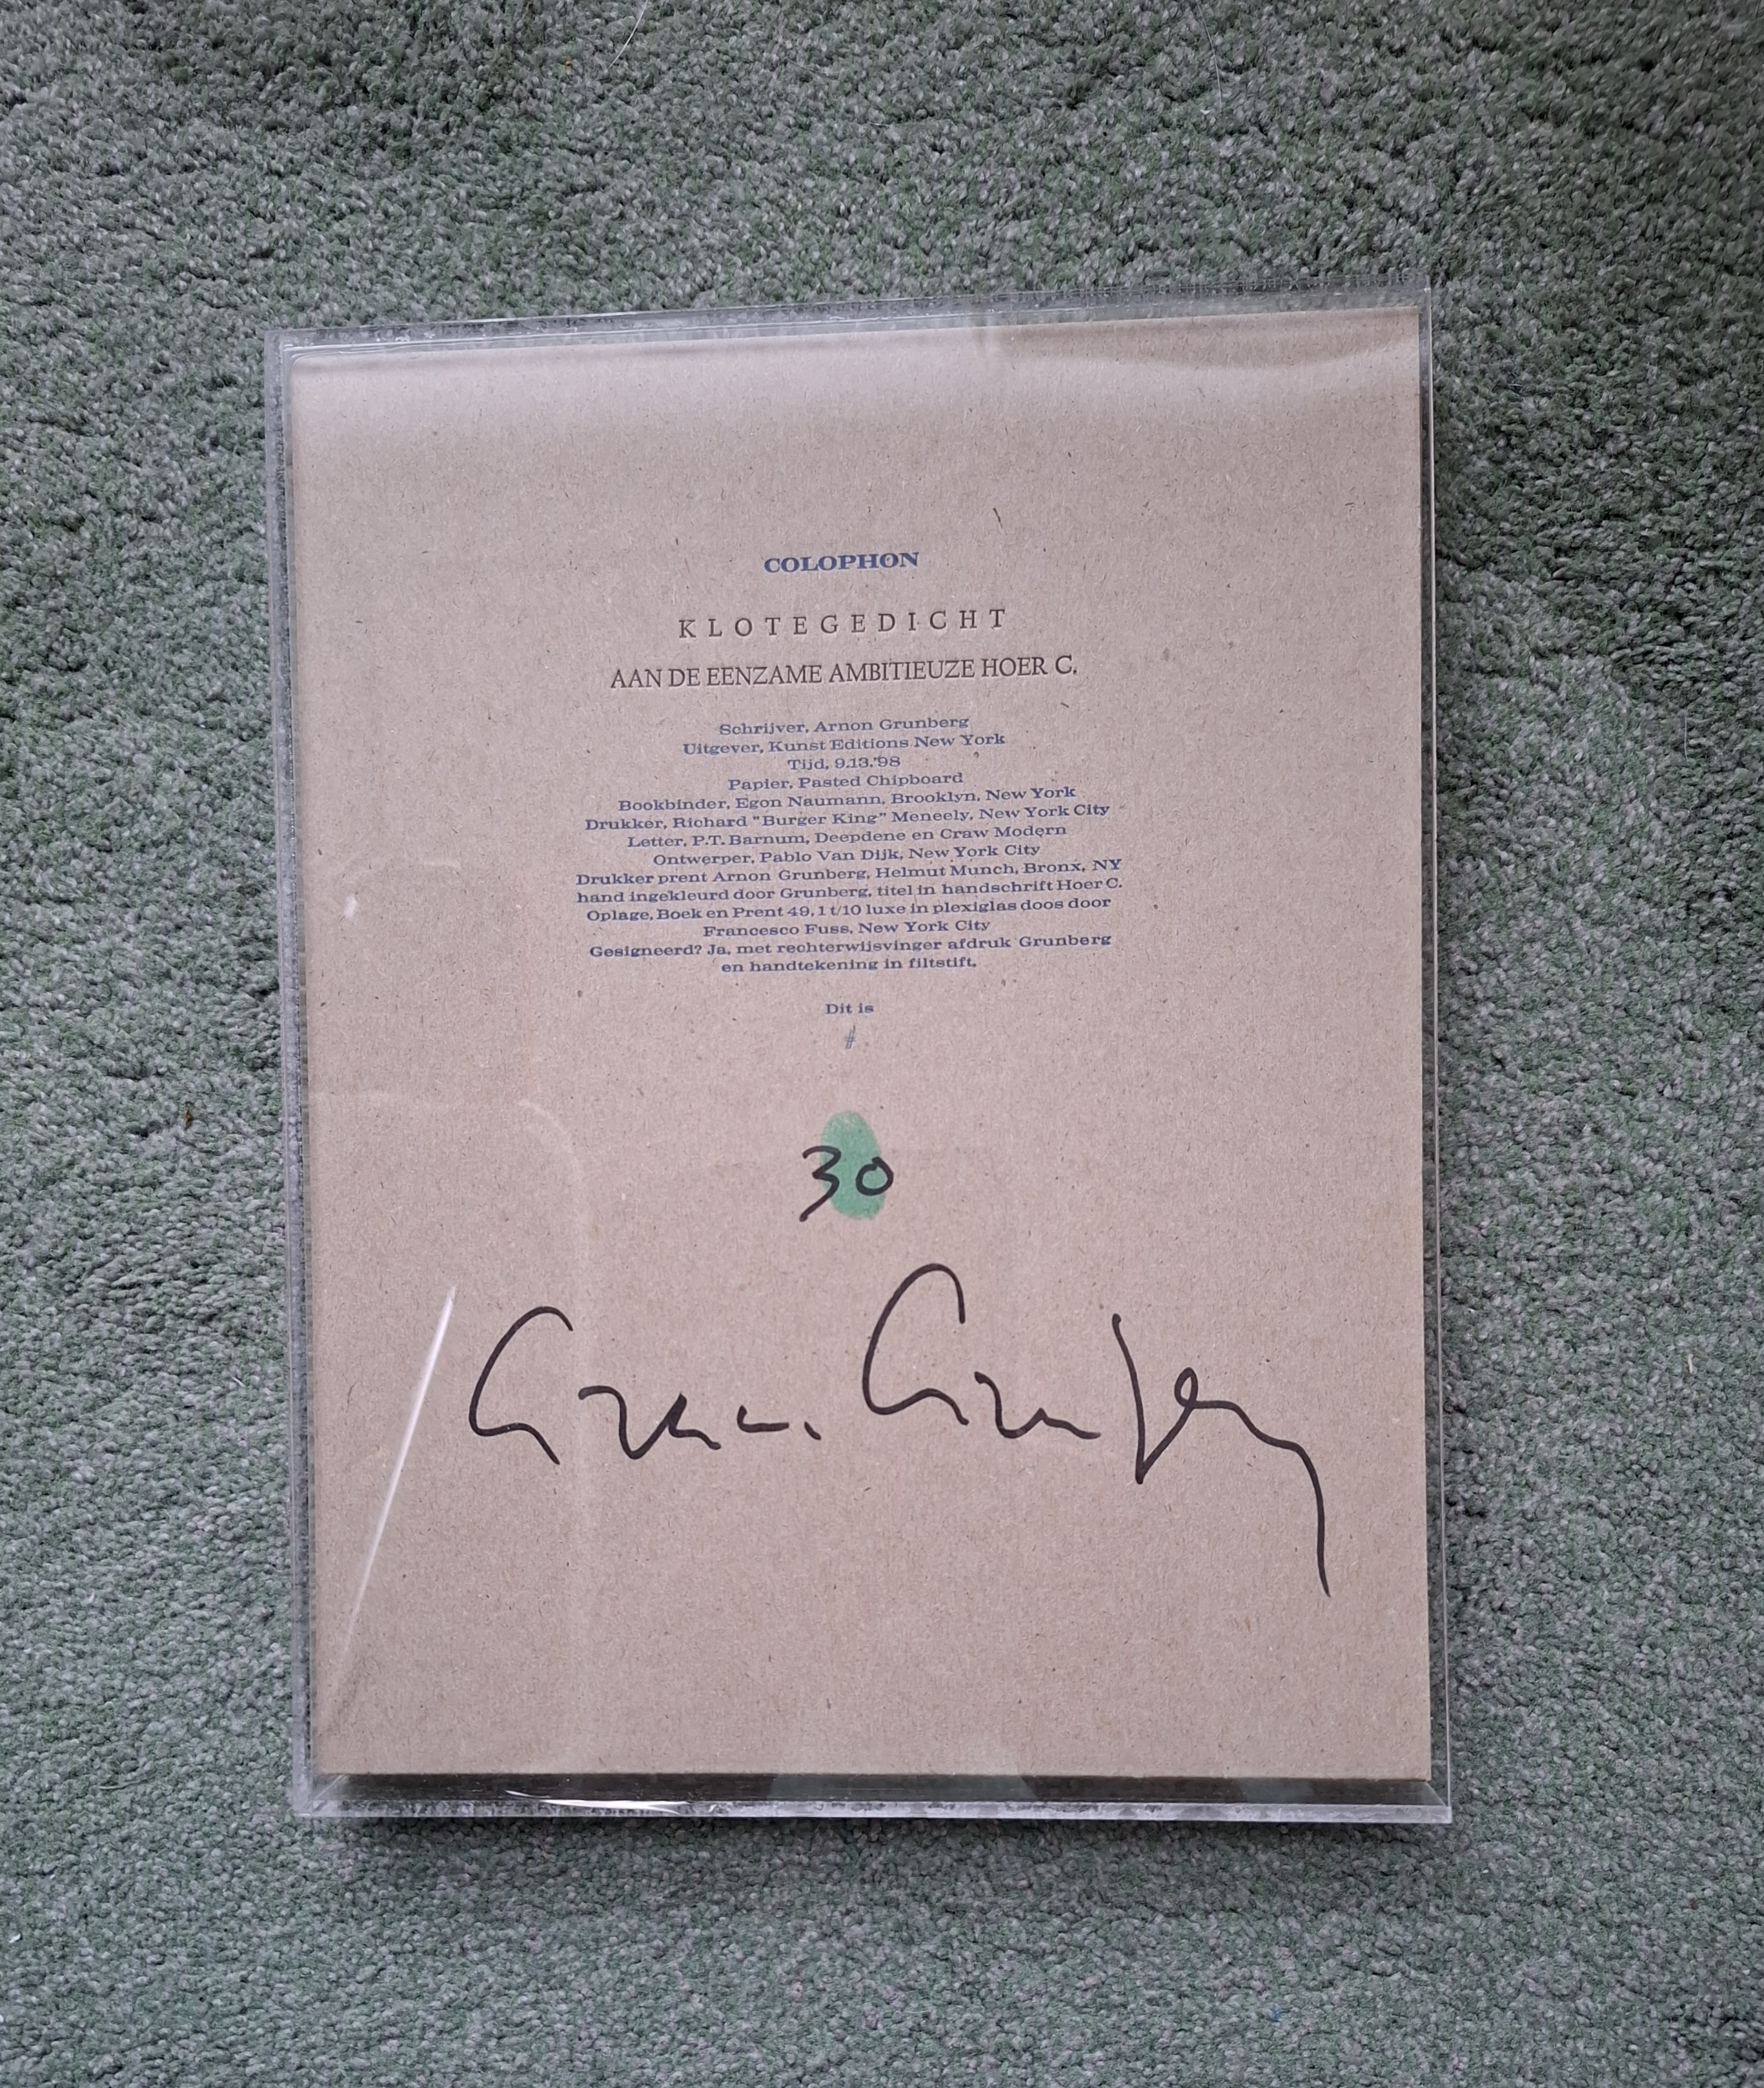 COLOPHON
KLOTEGEDICHT
AAN DE EENZAME AMBITIEUZE HOER C.
Schrijver, Arnon Grunberg
Uitgever, Kunst Editions New York
Tijd, 9.13.'98
Papier, Pasted Chipboard
Bookbinder, Egon Naumann, Brooklyn, New York
Drukker, Richard "Burger King" Meneely, New York City
Letter, P.T. Barnum, Deepdene en Craw Modern
Ontwerper, Pablo Van Dijk, New York City
Drukker prent Arnon Grunberg, Helmut Munch, Bronx, NY
hand ingekleurd door Grunberg, titel in handschrift Hoer C.
Oplage, Boek en Prent 49, 1 t/10 luxe in plexiglas doos door
Francesco Fuss, New York City
Gesigneerd? Ja, met rechterwijsvinger afdruk Grunberg
en handtekening in filtstift.
Dit is
#
30
Arnon Grunberg